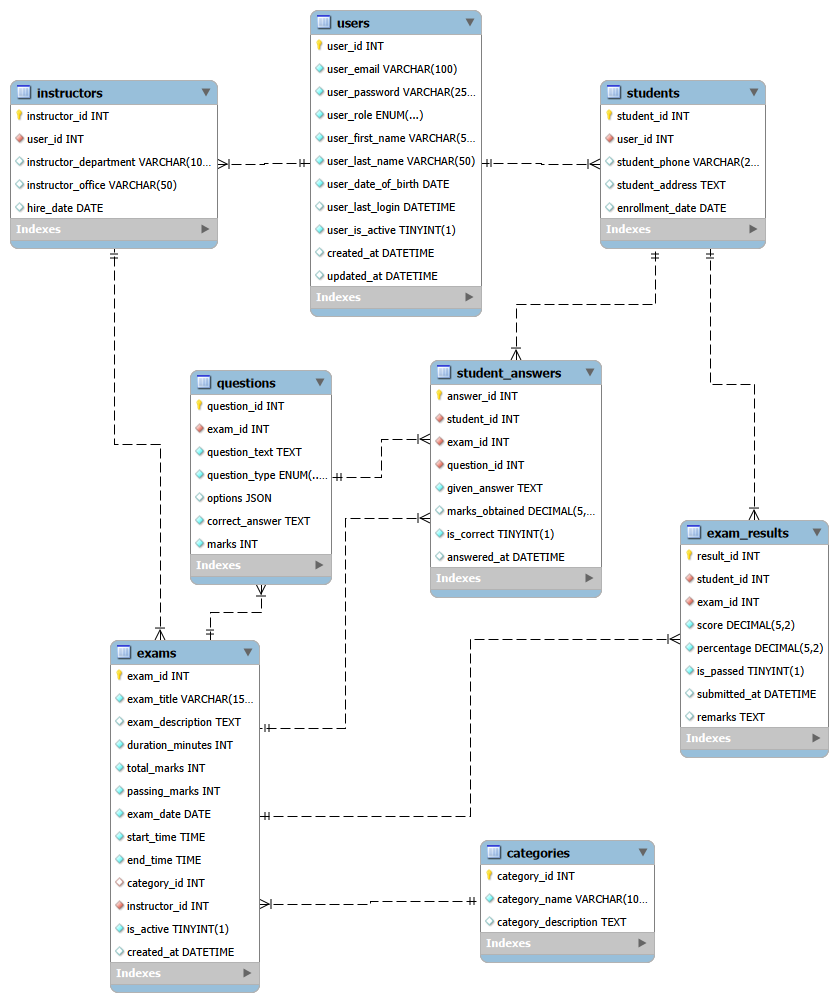 users
user_id INT
user_email VARCHAR(100)
user_password VARCHAR(25...
user_role ENUM(...)
user_first_name VARCHAR(5...
user_last_name VARCHAR(50)
user_date_of_birth DATE
user_last_login DATETIME
user_is_active TINYINT(1)
created_at DATETIME
updated_at DATETIME
Indexes
instructors
instructor_id INT
user_id INT
instructor_department VARCHAR(10...
instructor_office VARCHAR(50)
hire_date DATE
Indexes
students
student_id INT
user_id INT
student_phone VARCHAR(2...
student_address TEXT
enrollment_date DATE
Indexes
questions
question_id INT
exam_id INT
question_text TEXT
question_type ENUM(...
options JSON
correct_answer TEXT
marks INT
Indexes
student_answers
answer_id INT
student_id INT
exam_id INT
question_id INT
given_answer TEXT
marks_obtained DECIMAL(5,...
is_correct TINYINT(1)
answered_at DATETIME
Indexes
exam_results
result_id INT
student_id INT
exam_id INT
score DECIMAL(5,2)
percentage DECIMAL(5,2)
is_passed TINYINT(1)
submitted_at DATETIME
remarks TEXT
Indexes
exams
exam_id INT
exam_title VARCHAR(15...
exam_description TEXT
duration_minutes INT
total_marks INT
passing_marks INT
exam_date DATE
start_time TIME
end_time TIME
category_id INT
instructor_id INT
is_active TINYINT(1)
created_at DATETIME
Indexes
categories
category_id INT
category_name VARCHAR(10...
category_description TEXT
Indexes